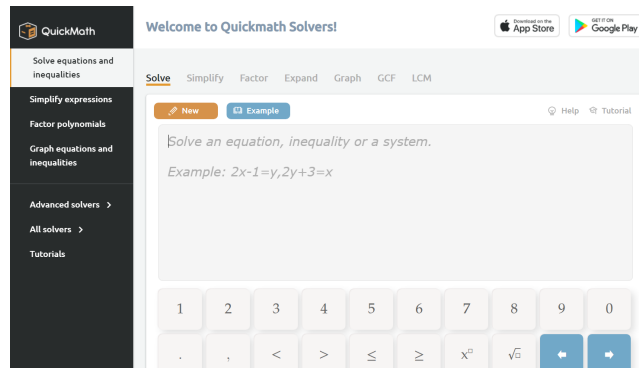 QuickMath
Welcome to Quickmath Solvers!
Download on the
App Store
GET IT ON
Google Play
Solve equations and
inequalities
Simplify expressions
Factor polynomials
Graph equations and
inequalities
Advanced solvers >
All solvers >
Tutorials
Solve Simplify Factor Expand Graph GCF LCM
New Example Help Tutorial
Solve an equation, inequality or a system.
Example: 2x-1=y,2y+3=x
1 2 3 4 5 6 7 8 9 0
. , < > ≤ ≥ x□ √□